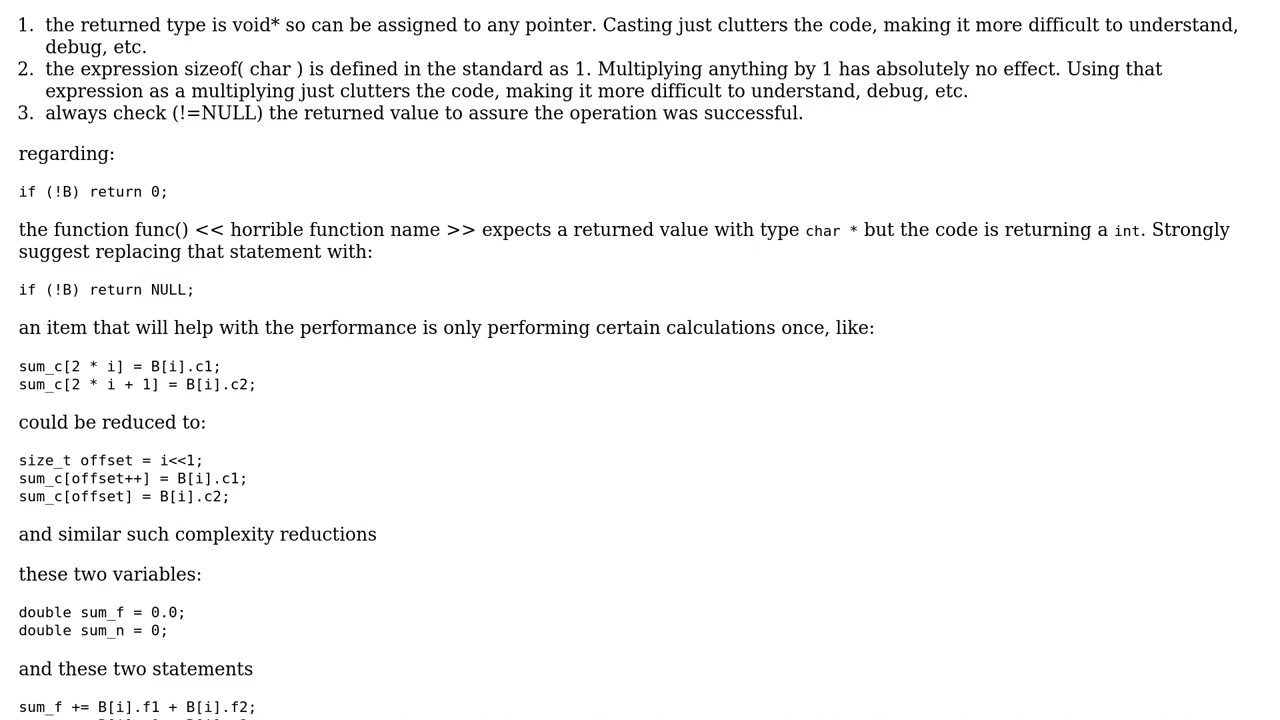 1. the returned type is void* so can be assigned to any pointer. Casting just clutters the code, making it more difficult to understand,
debug, etc.
2. the expression sizeof( char ) is defined in the standard as 1. Multiplying anything by 1 has absolutely no effect. Using that
expression as a multiplying just clutters the code, making it more difficult to understand, debug, etc.
3. always check (!=NULL) the returned value to assure the operation was successful.
regarding:
if (!B) return 0;
the function func() << horrible function name >> expects a returned value with type char * but the code is returning a int. Strongly
suggest replacing that statement with:
if (!B) return NULL;
an item that will help with the performance is only performing certain calculations once, like:
sum_c[2 * i] = B[i].c1;
sum_c[2 * i + 1] = B[i].c2;
could be reduced to:
size_t offset = i<<1;
sum_c[offset++] = B[i].c1;
sum_c[offset] = B[i].c2;
and similar such complexity reductions
these two variables:
double sum_f = 0.0;
double sum_n = 0;
and these two statements
sum_f += B[i].f1 + B[i].f2;